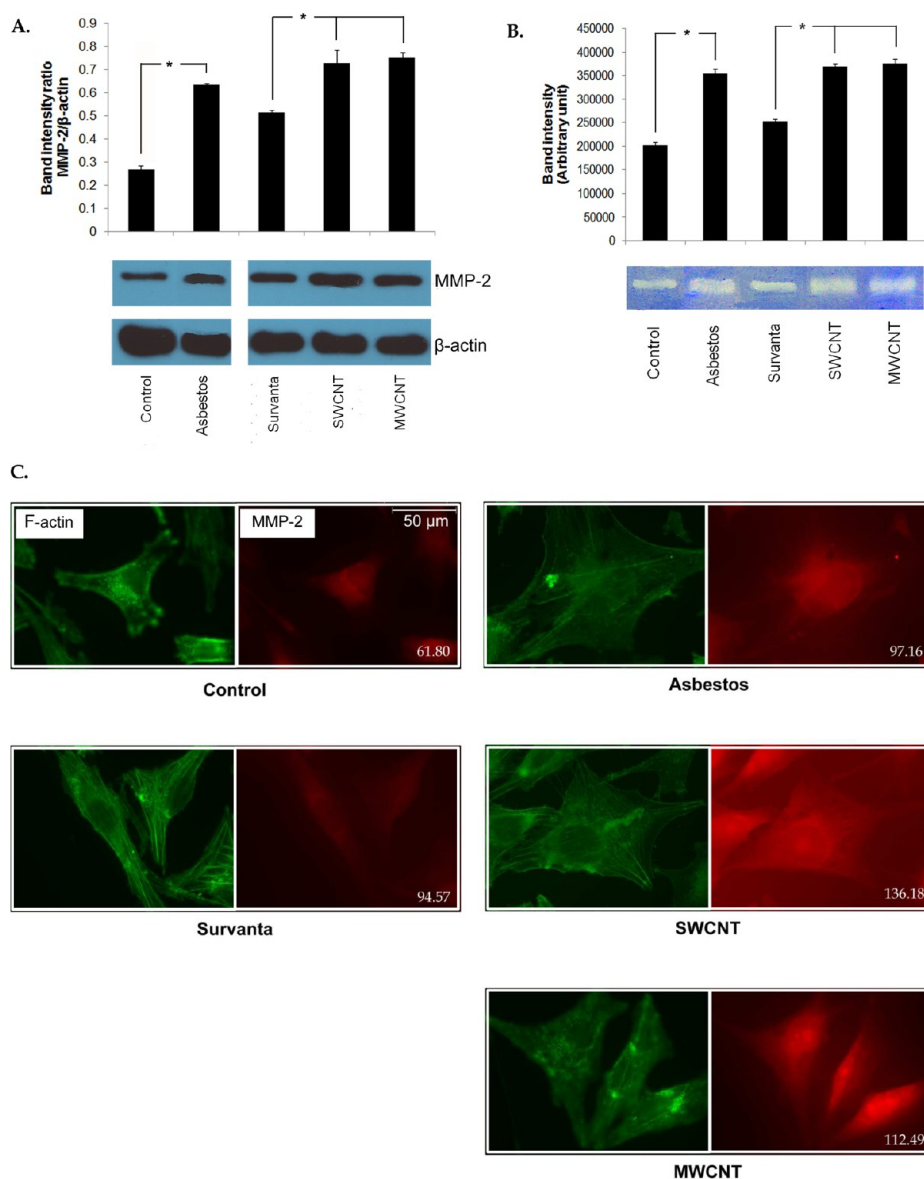 A.
Band intensity ratio
MMP-2/β-actin
0.9
0.8
0.7
0.6
0.5
0.4
0.3
0.2
0.1
0
*
*
MMP-2
β-actin
Control
Asbestos
Survanta
SWCNT
MWCNT
B.
Band intensity
(Arbitrary unit)
400000
350000
300000
250000
200000
150000
100000
50000
0
*
*
Control
Asbestos
Survanta
SWCNT
MWCNT
C.
F-actin
MMP-2
50 µm
61.80
97.16
Control
Asbestos
94.57
136.18
Survanta
SWCNT
112.49
MWCNT